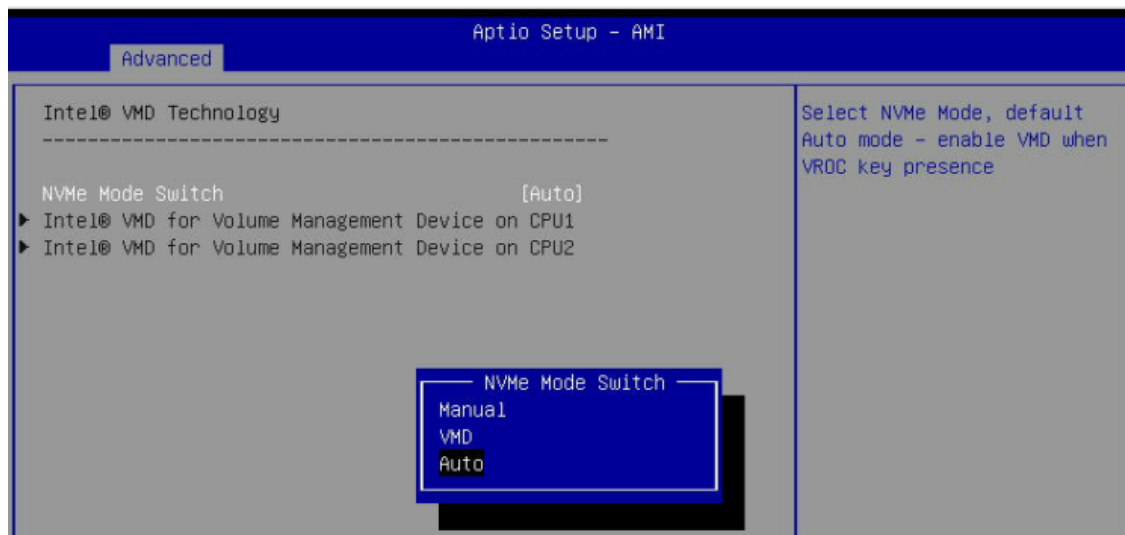 Aptio Setup – AMI
Advanced
Intel® VMD Technology
----------------------------------------------------
NVMe Mode Switch [Auto]
Intel® VMD for Volume Management Device on CPU1
Intel® VMD for Volume Management Device on CPU2
Select NVMe Mode, default
Auto mode – enable VMD when
VROC key presence
NVMe Mode Switch
Manual
VMD
Auto